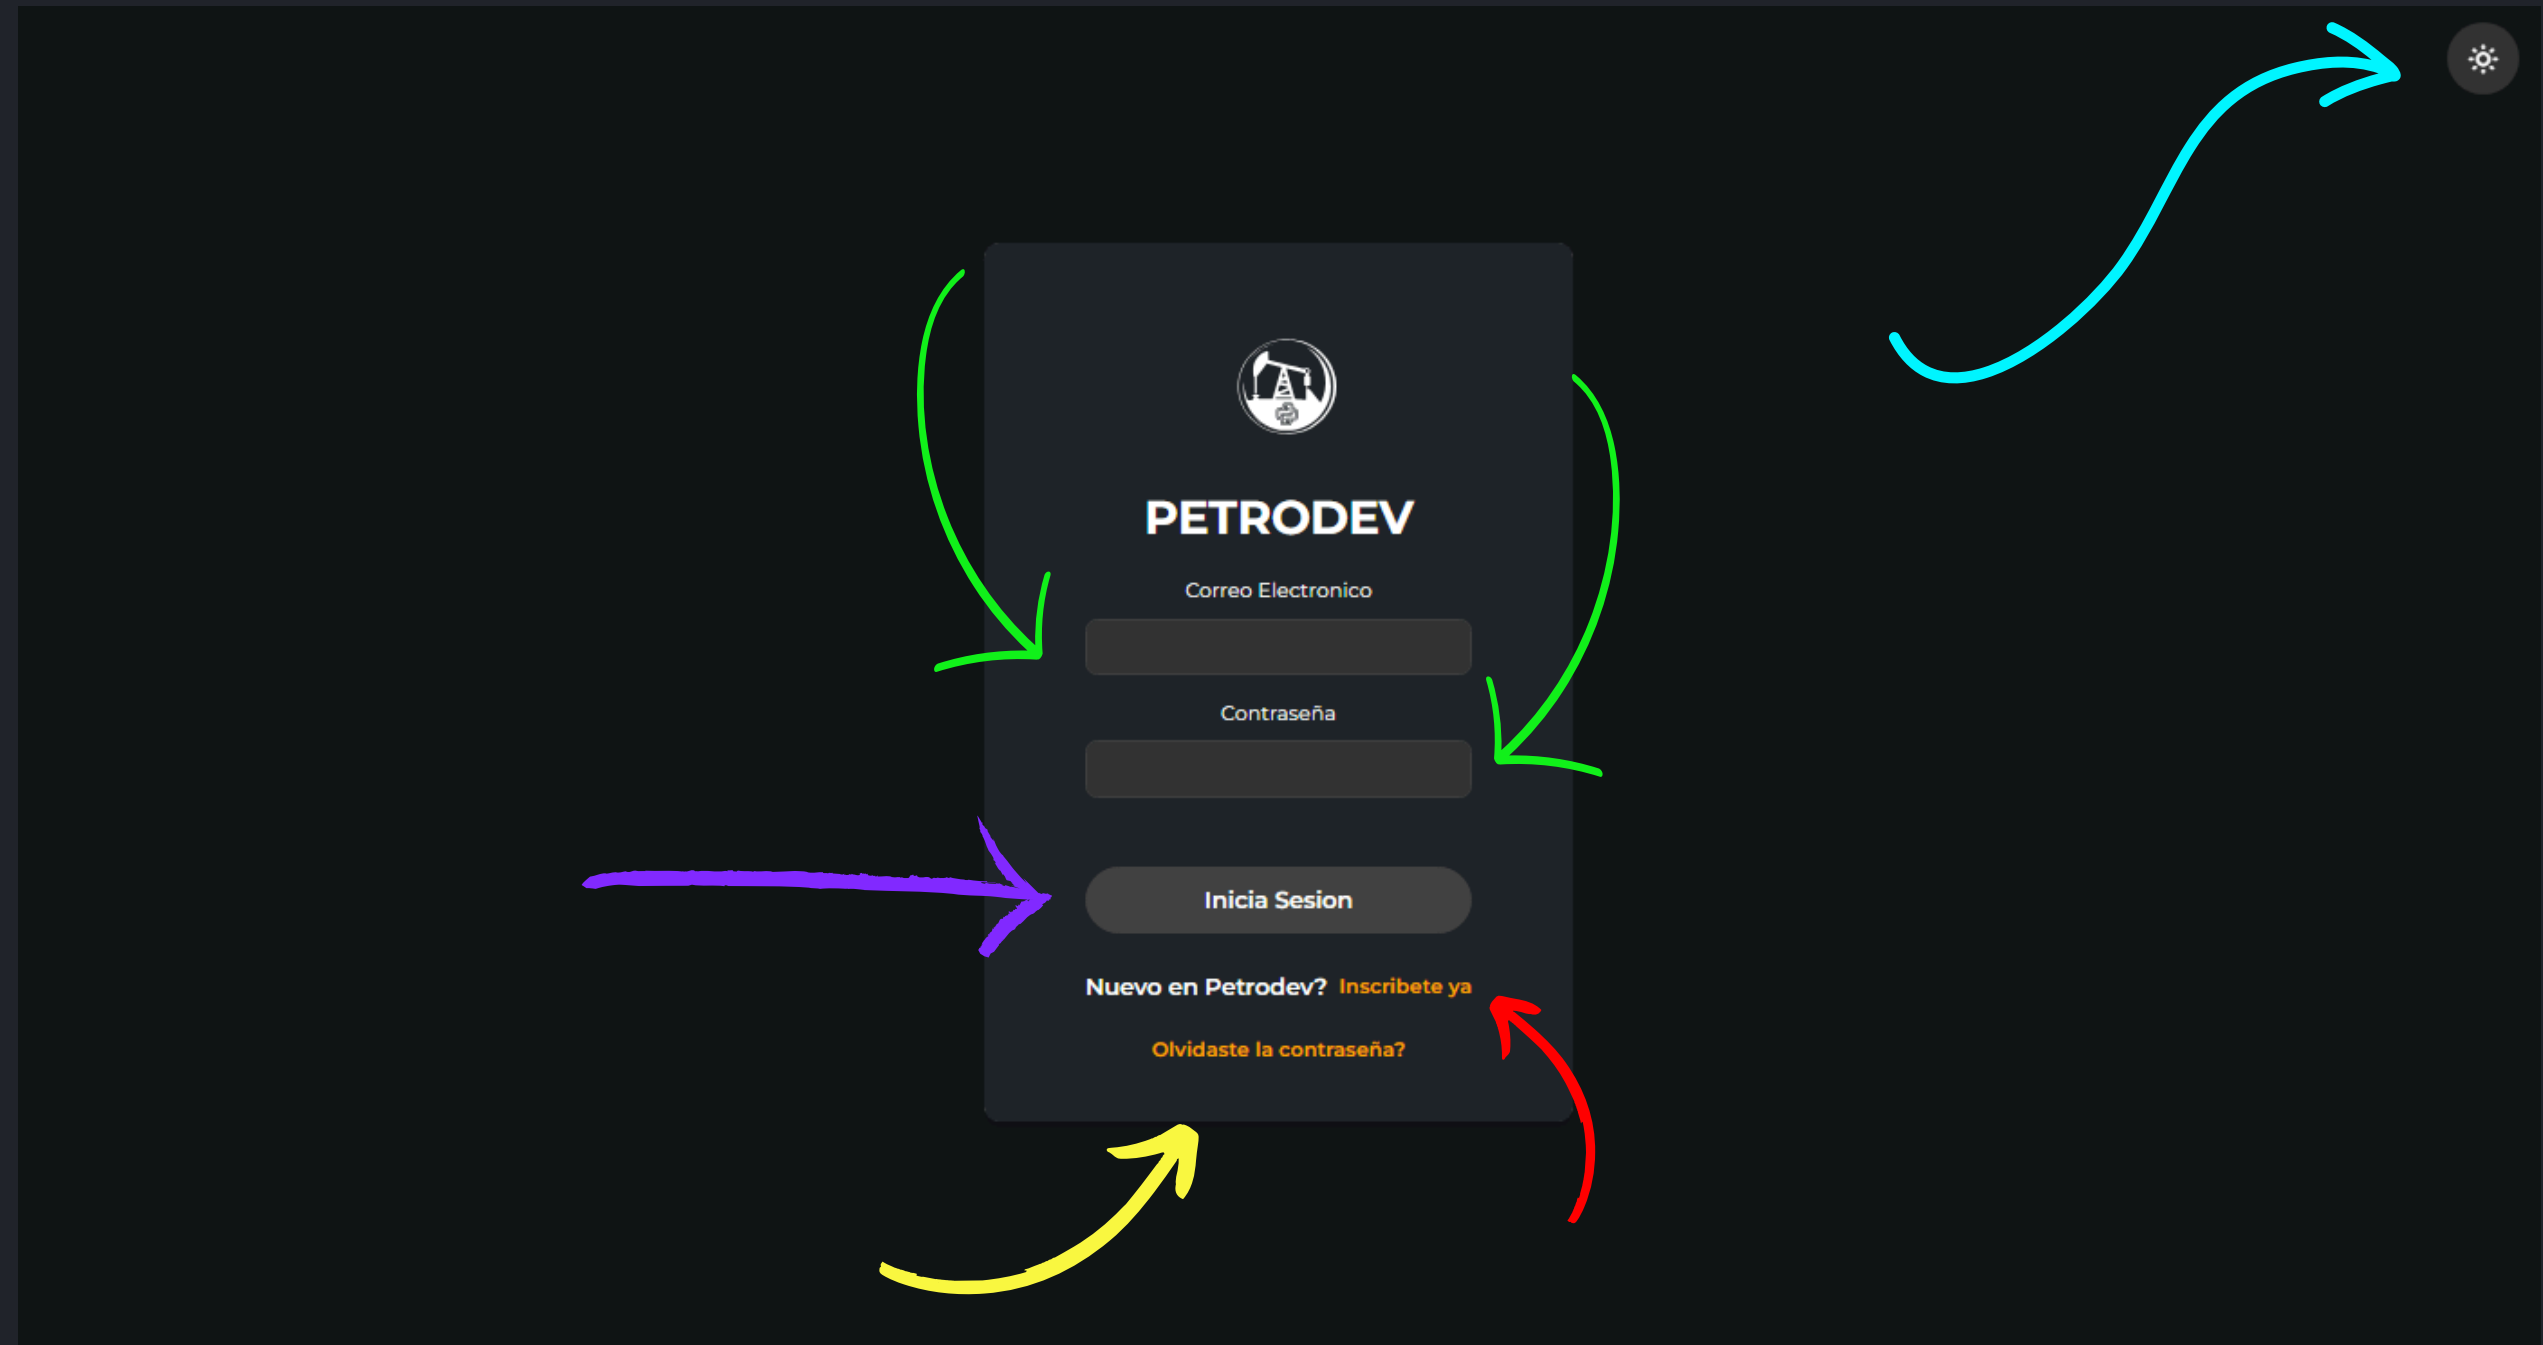 PETRODEV
Correo Electronico
Contraseña
Inicia Sesion
Nuevo en Petrodev? Inscribete ya
Olvidaste la contraseña?